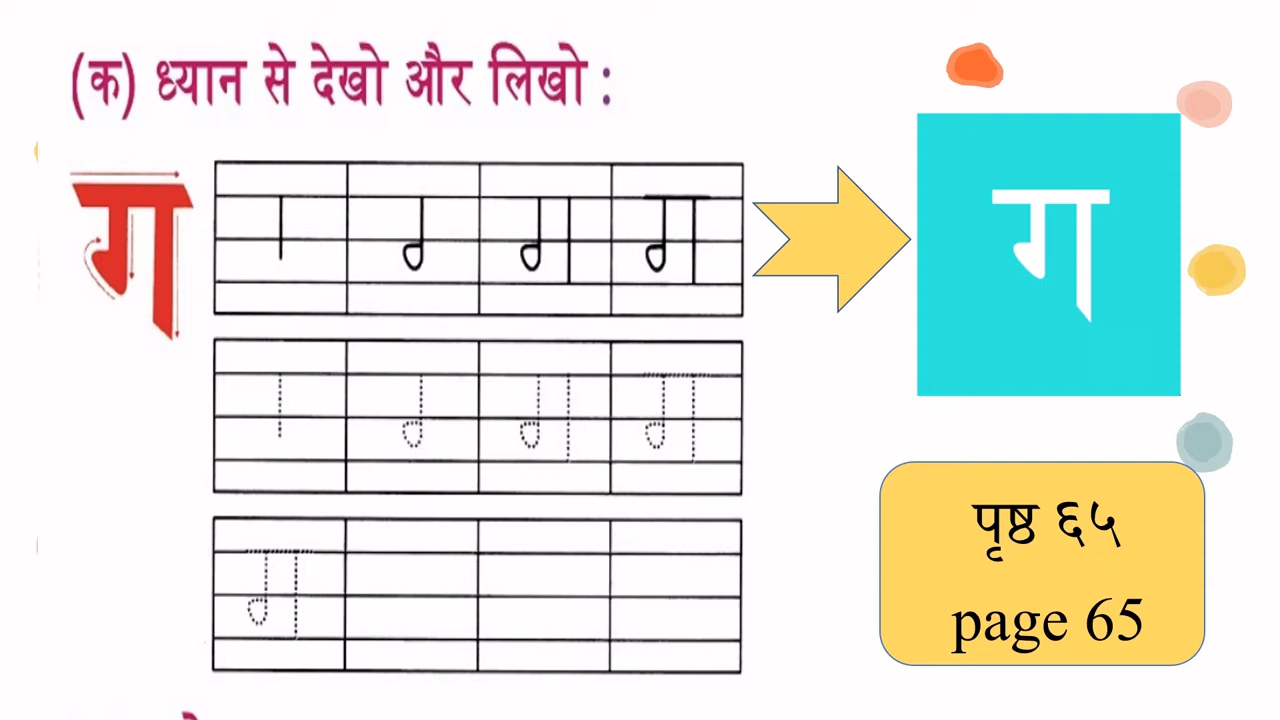 (क) ध्यान से देखो और लिखो :
ग
ग
ग
ग
ग
ग
पृष्ठ ६५
page 65